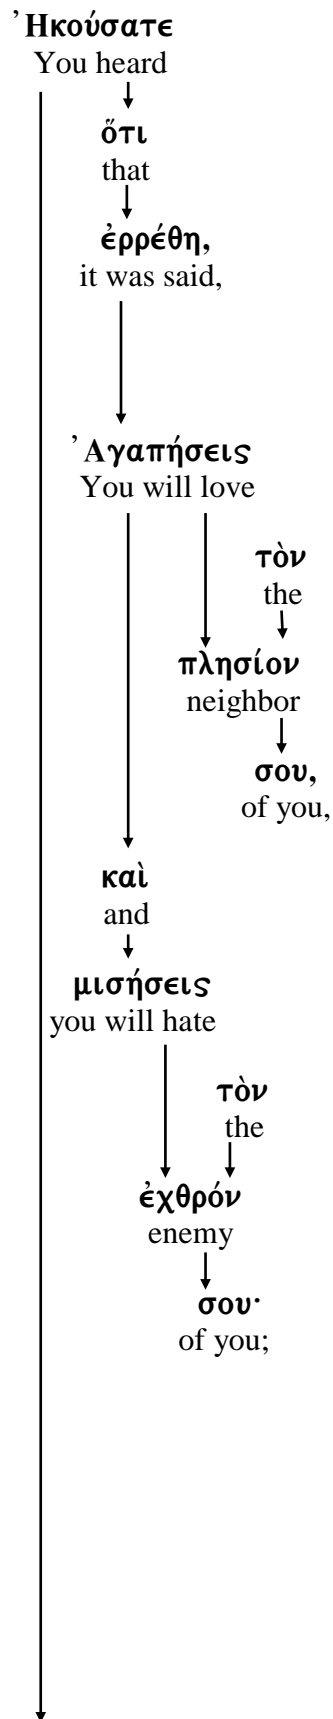 Ἠκούσατε
You heard
ὅτι
that
ἐρρέθη,
it was said,
Ἀγαπήσεις
You will love
τὸν
the
πλησίον
neighbor
σου,
of you,
καὶ
and
μισήσεις
you will hate
τὸν
the
ἐχθρόν
enemy
σου·
of you;